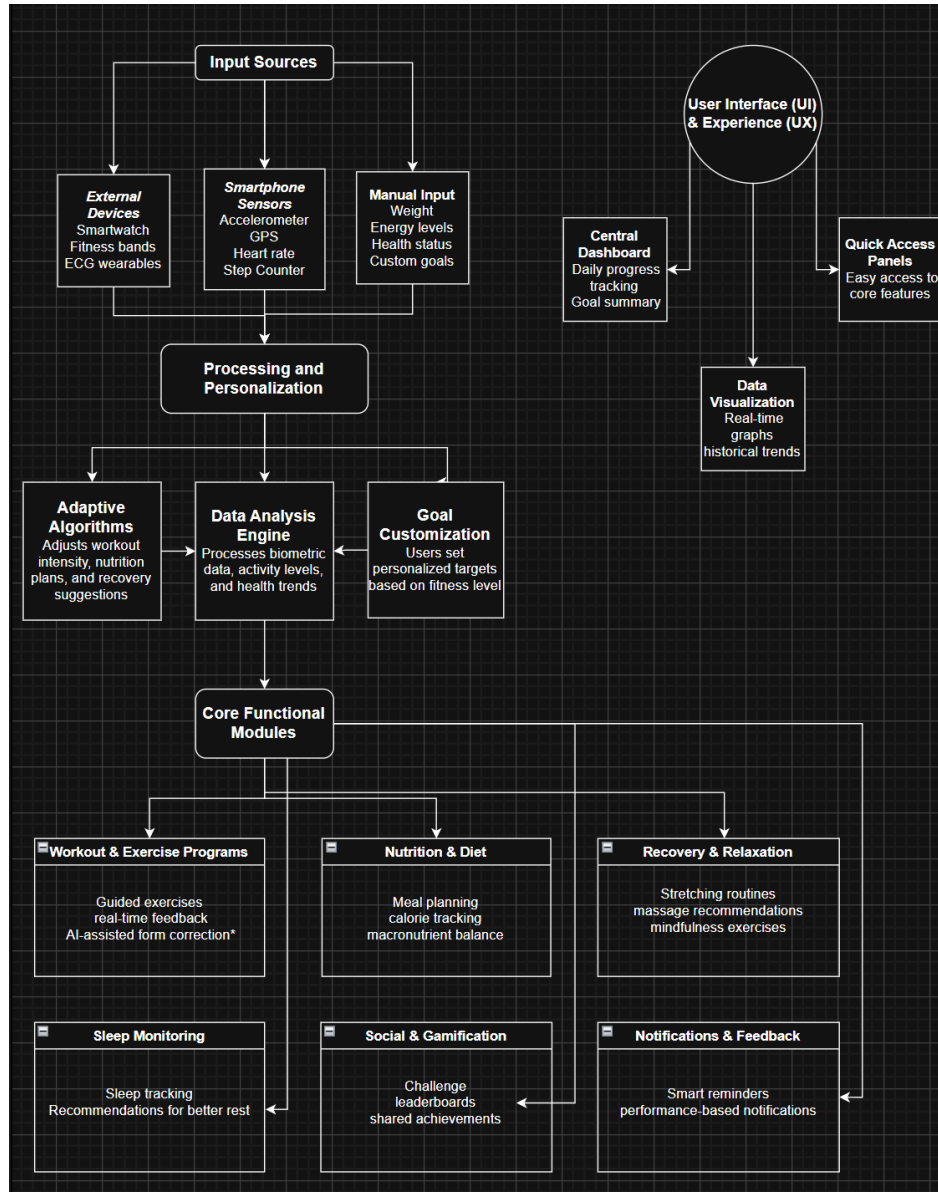 Input Sources
User Interface (UI)
& Experience (UX)
External
Devices
Smartwatch
Fitness bands
ECG wearables
Smartphone
Sensors
Accelerometer
GPS
Heart rate
Step Counter
Manual Input
Weight
Energy levels
Health status
Custom goals
Central
Dashboard
Daily progress
tracking
Goal summary
Quick Access
Panels
Easy access to
core features
Data
Visualization
Real-time
graphs
historical trends
Processing and
Personalization
Adaptive
Algorithms
Adjusts workout
intensity, nutrition
plans, and recovery
suggestions
Data Analysis
Engine
Processes biometric
data, activity levels,
and health trends
Goal
Customization
Users set
personalized targets
based on fitness level
Core Functional
Modules
Workout & Exercise Programs
Guided exercises
real-time feedback
AI-assisted form correction*
Nutrition & Diet
Meal planning
calorie tracking
macronutrient balance
Recovery & Relaxation
Stretching routines
massage recommendations
mindfulness exercises
Sleep Monitoring
Sleep tracking
Recommendations for better rest
Social & Gamification
Challenge
leaderboards
shared achievements
Notifications & Feedback
Smart reminders
performance-based notifications